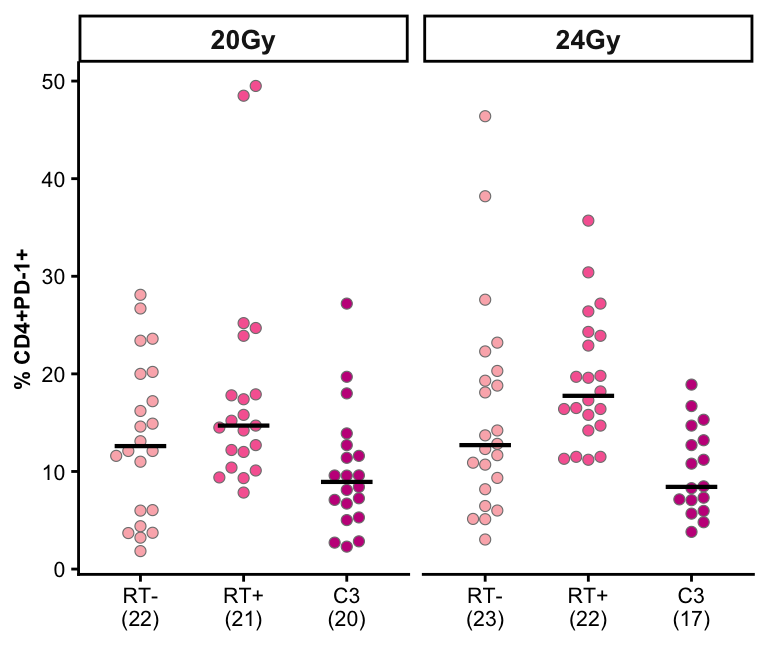 20Gy 24Gy
% CD4+PD-1+
50
40
30
20
10
0
RT- RT+ C3 RT- RT+ C3
(22) (21) (20) (23) (22) (17)